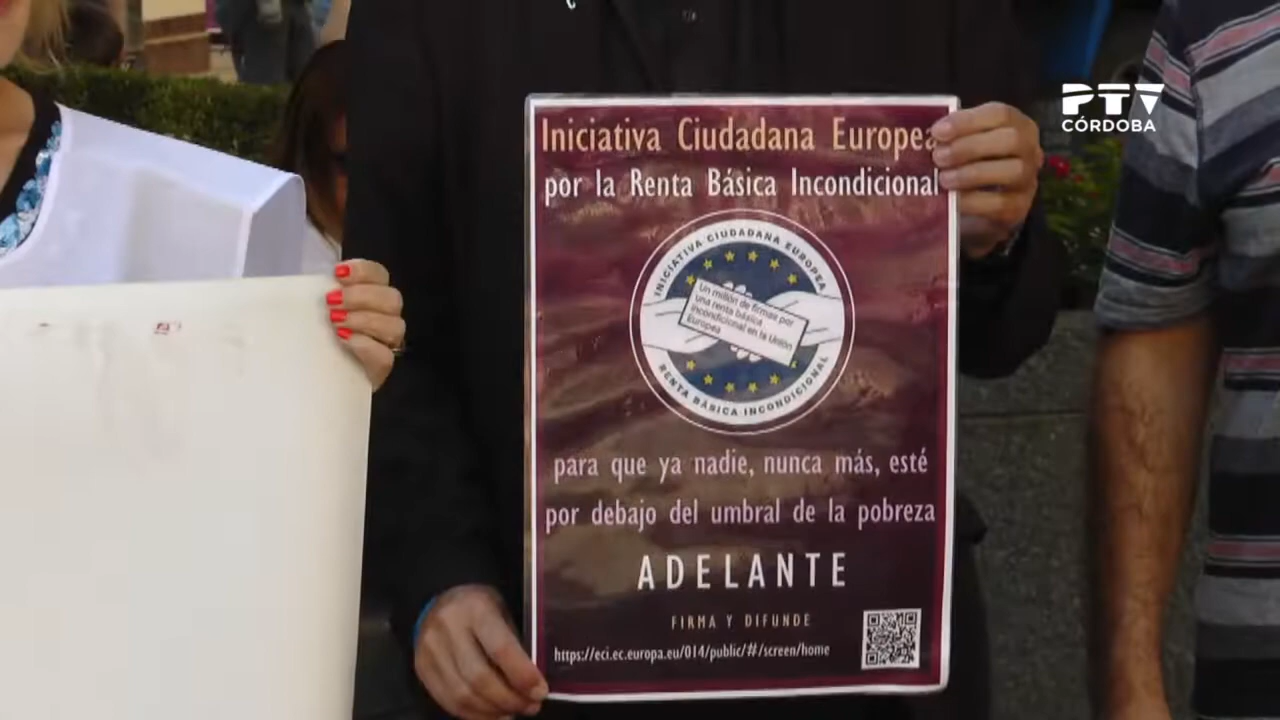 PTV
CÓRDOBA
Iniciativa Ciudadana Europea
por la Renta Básica Incondicional
INICIATIVA CIUDADANA EUROPEA
Un millón de firmas por
una renta básica
incondicional en la Unión
Europea
RENTA BÁSICA INCONDICIONAL
para que ya nadie, nunca más, esté
por debajo del umbral de la pobreza
ADELANTE
FIRMA Y DIFUNDE
https://eci.ec.europa.eu/014/public/#/screen/home